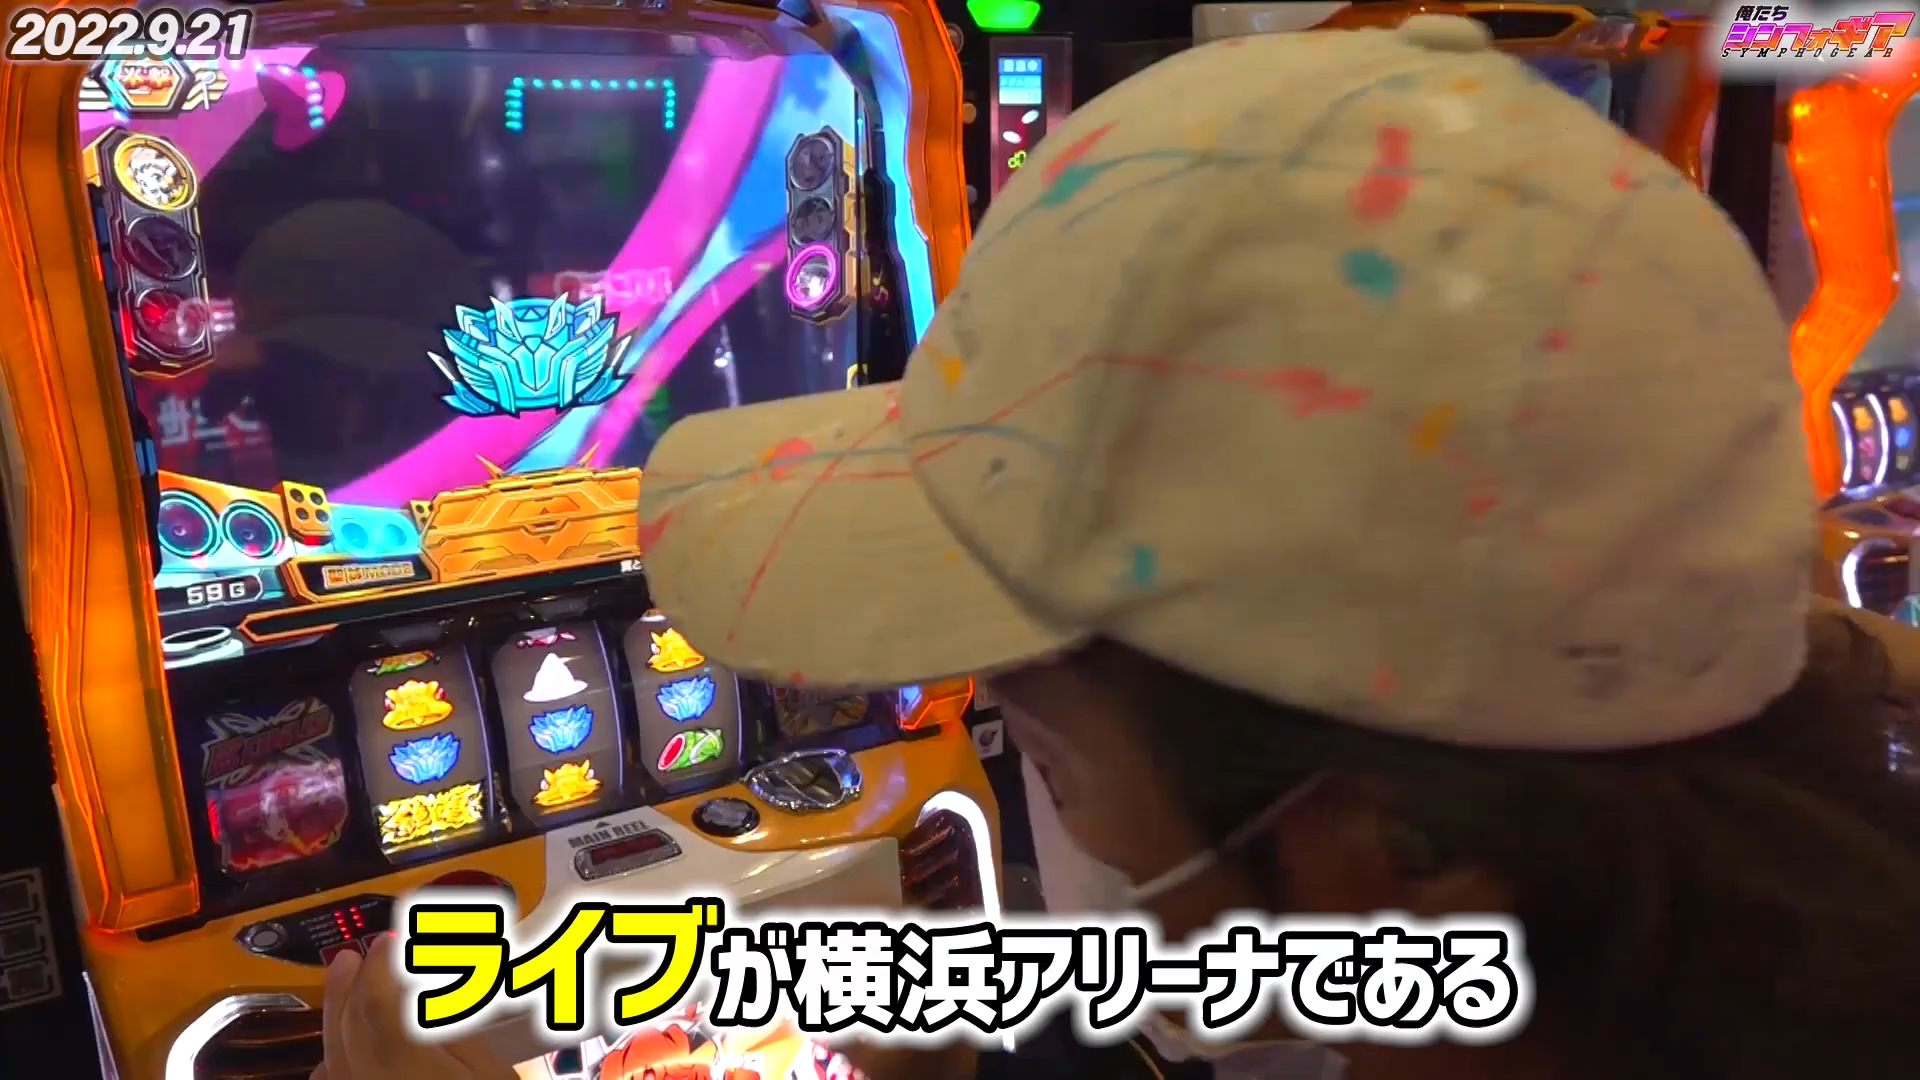 2022.9.21
俺たち
シンフォギア
SYMPHOGEAR
59G
MAIN REEL
ライブが横浜アリーナである